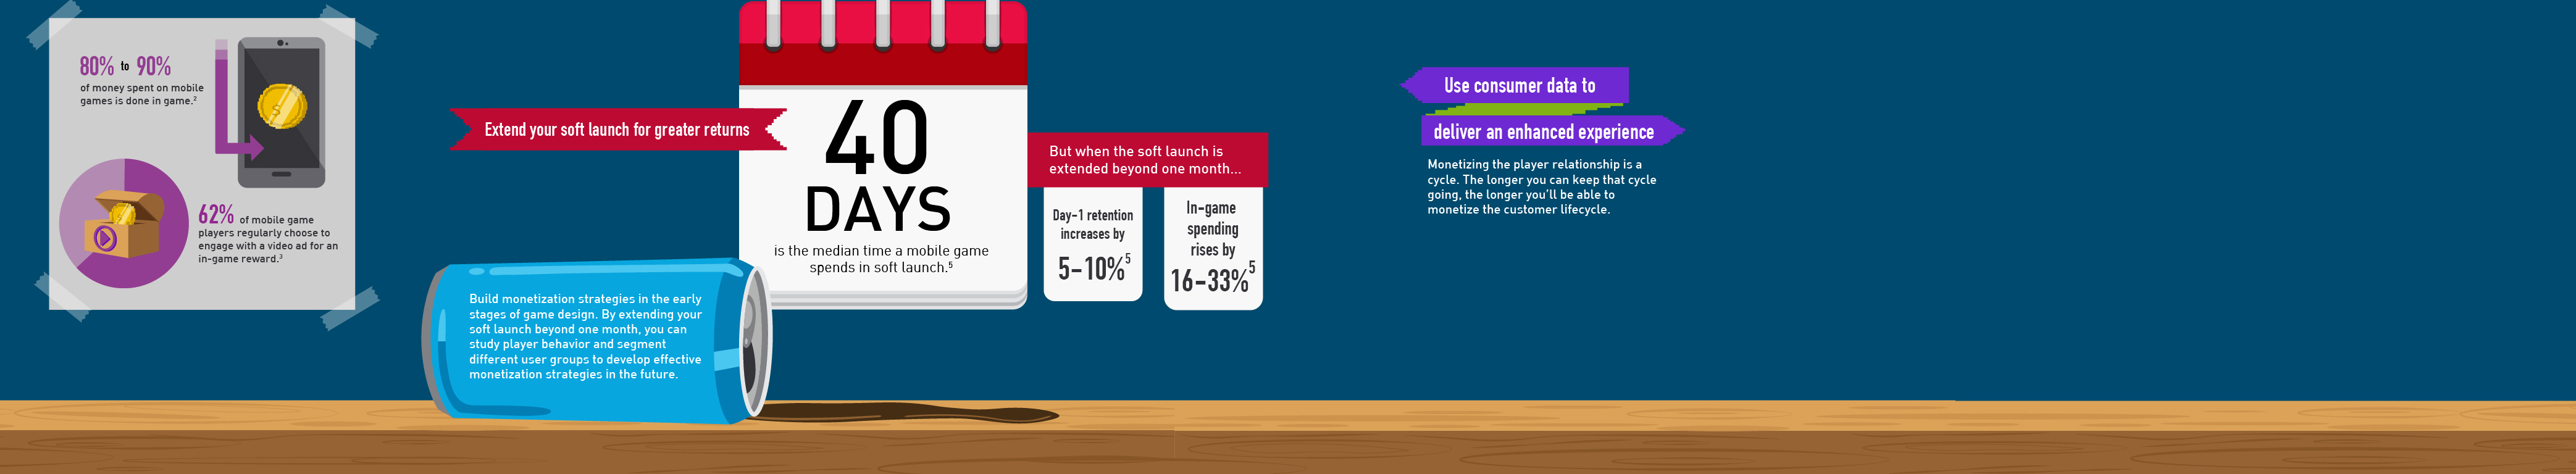 80% to 90%
of money spent on mobile
games is done in game.²
62% of mobile game
players regularly choose to
engage with a video ad for an
in-game reward.³
Extend your soft launch for greater returns
40
DAYS
is the median time a mobile game
spends in soft launch.⁵
But when the soft launch is
extended beyond one month...
Day-1 retention
increases by
5-10%⁵
In-game
spending
rises by
16-33%⁵
Build monetization strategies in the early
stages of game design. By extending your
soft launch beyond one month, you can
study player behavior and segment
different user groups to develop effective
monetization strategies in the future.
Use consumer data to
deliver an enhanced experience
Monetizing the player relationship is a
cycle. The longer you can keep that cycle
going, the longer you'll be able to
monetize the customer lifecycle.